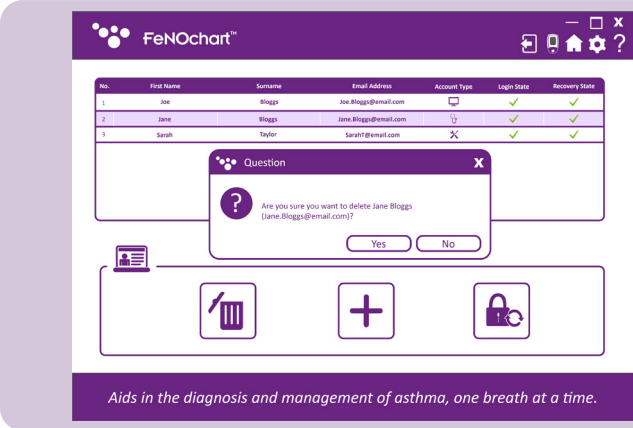 FeNOchart™
?
No. First Name Surname Email Address Account Type Login State Recovery State
1 Joe Bloggs Joe.Bloggs@email.com
2 Jane Bloggs Jane.Bloggs@email.com
3 Sarah Taylor SarahT@email.com
Question X
?
Are you sure you want to delete Jane Bloggs
(Jane.Bloggs@email.com)?
Yes No
Aids in the diagnosis and management of asthma, one breath at a time.